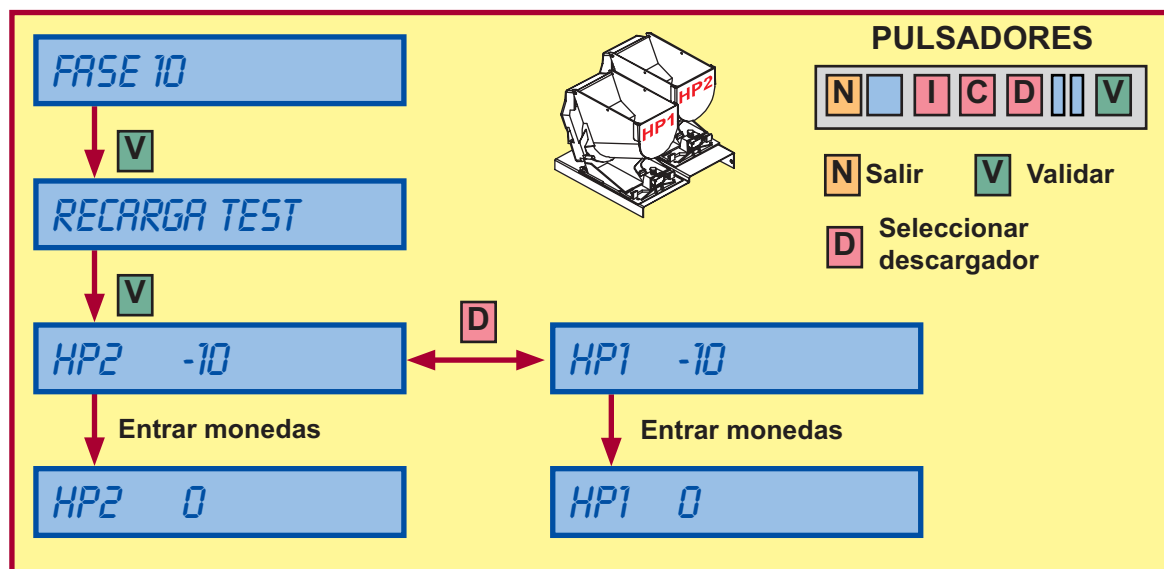 FASE 10
V
RECARGA TEST
V
HP2 -10
Entrar monedas
HP2 0
D
HP1 -10
Entrar monedas
HP1 0
HP1
HP2
PULSADORES
N I C D V
N Salir V Validar
D Seleccionar
descargador